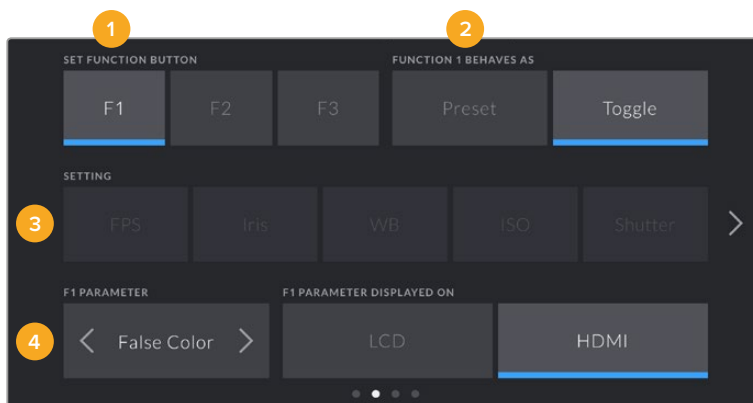 1 2
SET FUNCTION BUTTON FUNCTION 1 BEHAVES AS
F1 F2 F3 Preset Toggle
SETTING
3 FPS Iris WB ISO Shutter
F1 PARAMETER F1 PARAMETER DISPLAYED ON
4 False Color LCD HDMI